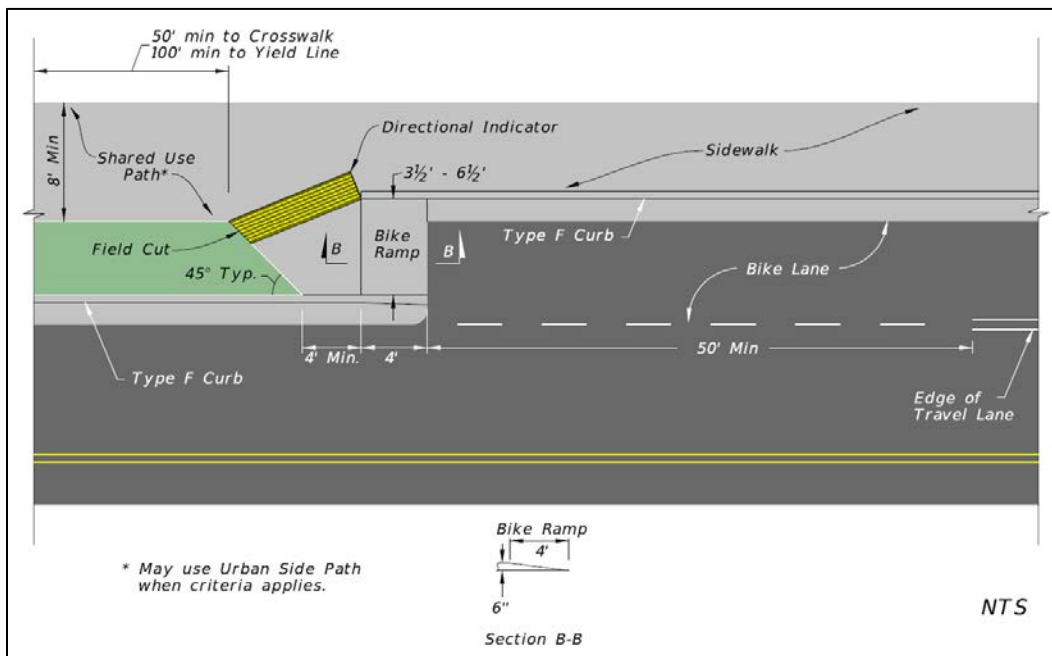 50' min to Crosswalk
100' min to Yield Line
8' Min
Shared Use
Path*
Directional Indicator
3½' - 6½'
Sidewalk
Field Cut
B
Bike
Ramp
B
Type F Curb
Bike Lane
45° Typ.
4' Min.
4'
50' Min
Type F Curb
Edge of
Travel Lane
Bike Ramp
4'
* May use Urban Side Path
when criteria applies.
6"
NTS
Section B-B